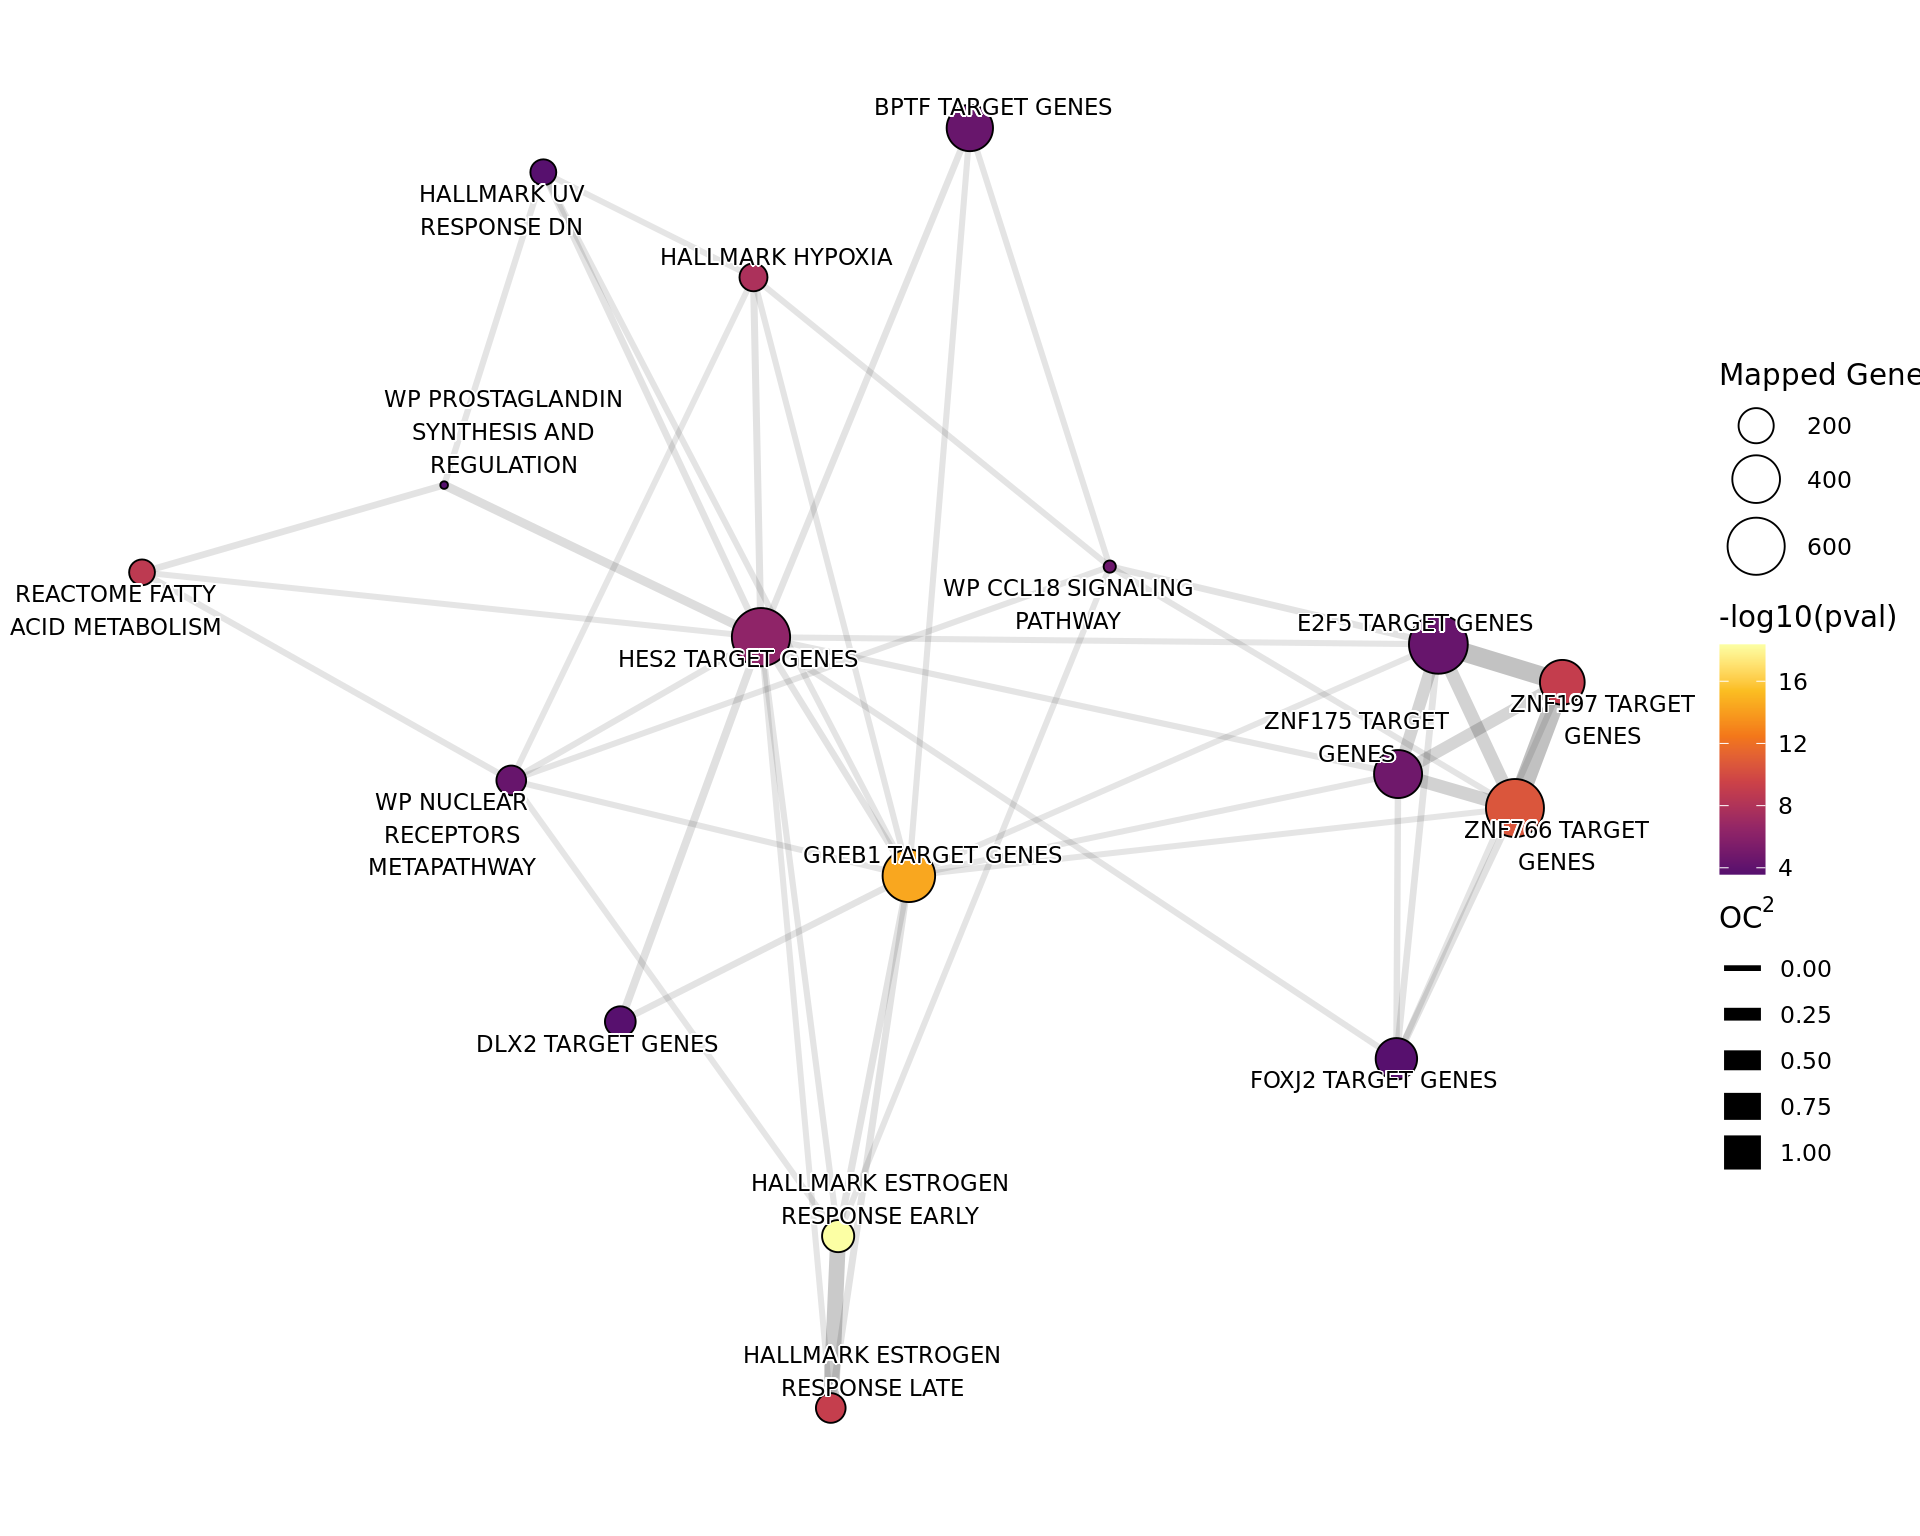 BPTF TARGET GENES
HALLMARK UV
RESPONSE DN
HALLMARK HYPOXIA
WP PROSTAGLANDIN
SYNTHESIS AND
REGULATION
REACTOME FATTY
ACID METABOLISM
WP CCL18 SIGNALING
PATHWAY
HES2 TARGET GENES
E2F5 TARGET GENES
ZNF197 TARGET
GENES
ZNF175 TARGET
GENES
ZNF766 TARGET
GENES
WP NUCLEAR
RECEPTORS
METAPATHWAY
GREB1 TARGET GENES
DLX2 TARGET GENES
FOXJ2 TARGET GENES
HALLMARK ESTROGEN
RESPONSE EARLY
HALLMARK ESTROGEN
RESPONSE LATE
Mapped Gene
200
400
600
-log10(pval)
16
12
8
4
OC²
0.00
0.25
0.50
0.75
1.00